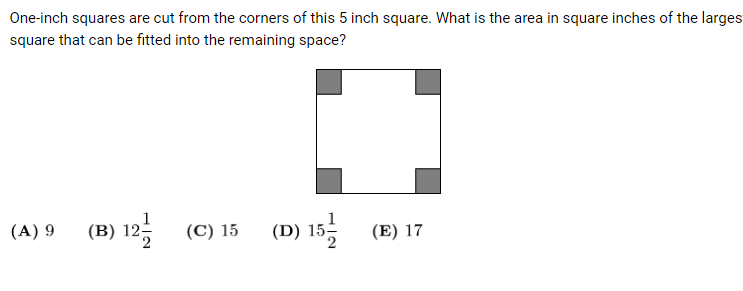 One-inch squares are cut from the corners of this 5 inch square. What is the area in square inches of the larges
square that can be fitted into the remaining space?
(A) 9 (B) 12 1/2 (C) 15 (D) 15 1/2 (E) 17